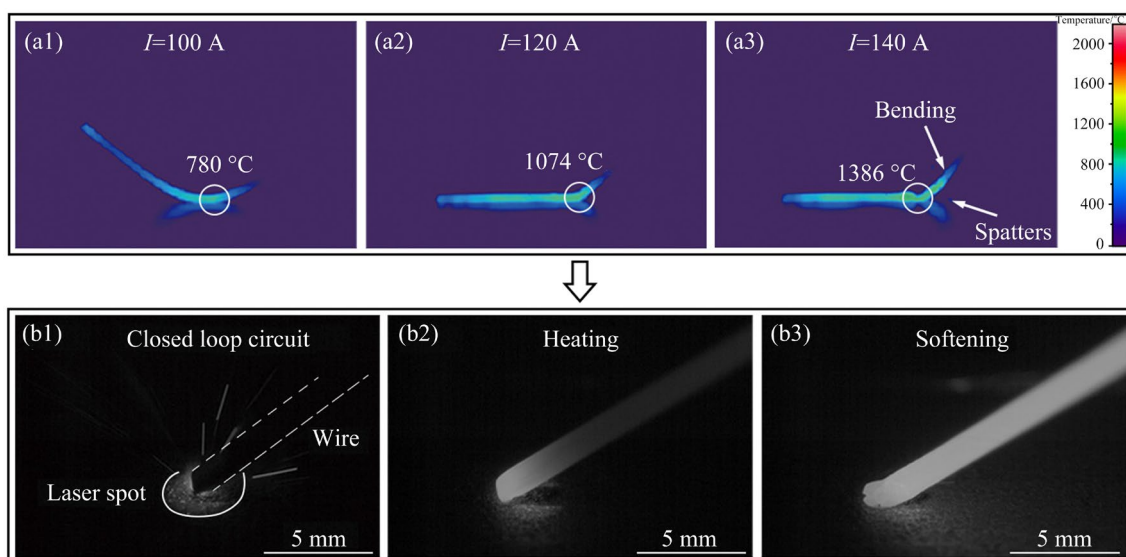 (a1)
I=100 A
780 °C
(a2)
I=120 A
1074 °C
(a3)
I=140 A
Bending
1386 °C
Spatters
Temperature/°C
2000
1600
1200
800
400
0
(b1)
Closed loop circuit
Wire
Laser spot
5 mm
(b2)
Heating
5 mm
(b3)
Softening
5 mm